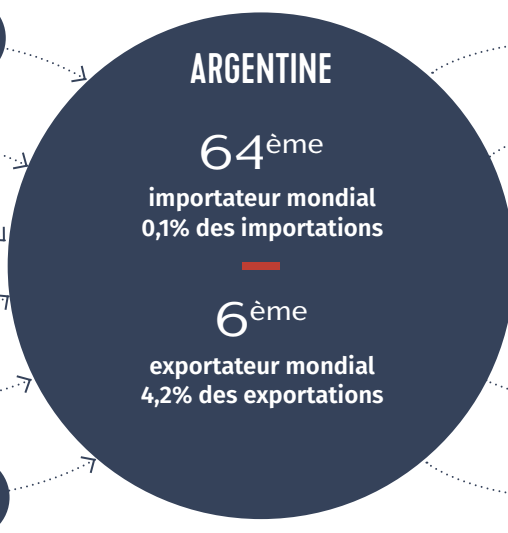 ARGENTINE
64ème
importateur mondial
0,1% des importations
6ème
exportateur mondial
4,2% des exportations